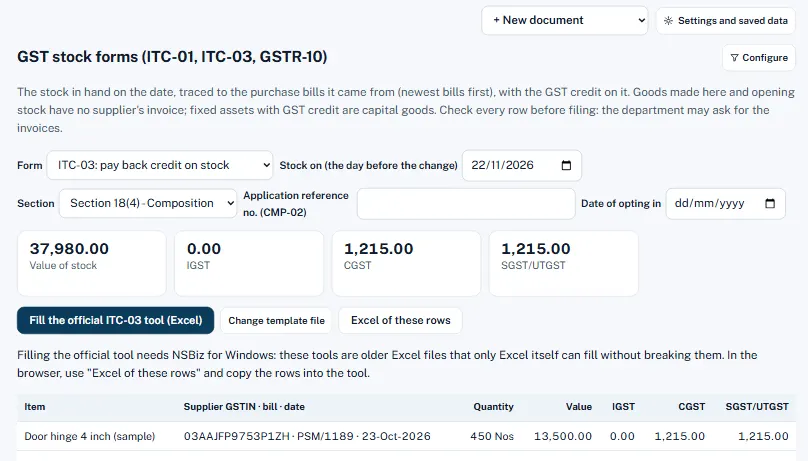 + New document
Settings and saved data
GST stock forms (ITC-01, ITC-03, GSTR-10)
Configure
The stock in hand on the date, traced to the purchase bills it came from (newest bills first), with the GST credit on it. Goods made here and opening
stock have no supplier's invoice; fixed assets with GST credit are capital goods. Check every row before filing: the department may ask for the
invoices.
Form ITC-03: pay back credit on stock Stock on (the day before the change) 22/11/2026
Section Section 18(4) - Composition Application reference
no. (CMP-02) Date of opting in dd/mm/yyyy
37,980.00 0.00 1,215.00 1,215.00
Value of stock IGST CGST SGST/UTGST
Fill the official ITC-03 tool (Excel) Change template file Excel of these rows
Filling the official tool needs NSBiz for Windows: these tools are older Excel files that only Excel itself can fill without breaking them. In the
browser, use "Excel of these rows" and copy the rows into the tool.
Item Supplier GSTIN · bill · date Quantity Value IGST CGST SGST/UTGST
Door hinge 4 inch (sample) 03AAJFP9753P1ZH · PSM/1189 · 23-Oct-2026 450 Nos 13,500.00 0.00 1,215.00 1,215.00